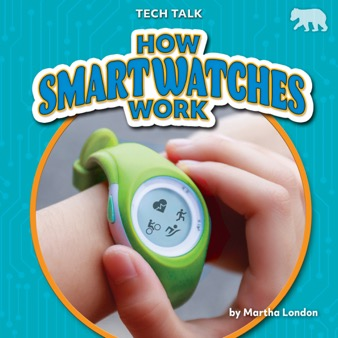 TECH TALK
HOW
SMARTWATCHES
WORK
by Martha London